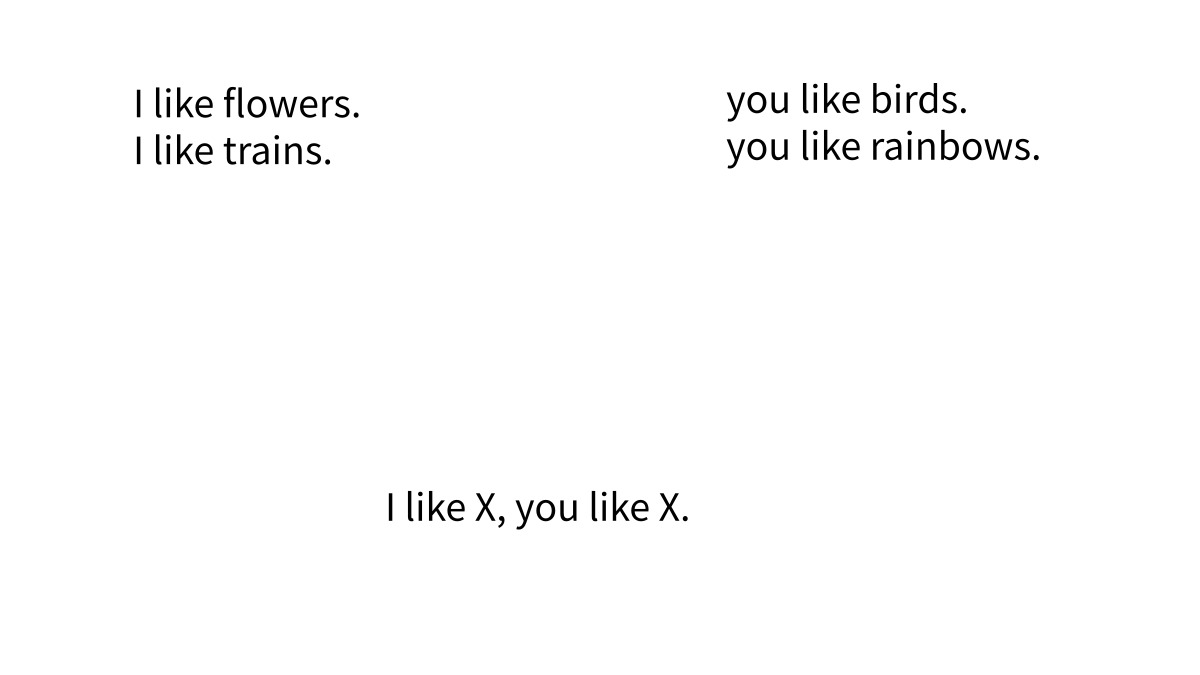 I like flowers.
I like trains.
you like birds.
you like rainbows.
I like X, you like X.